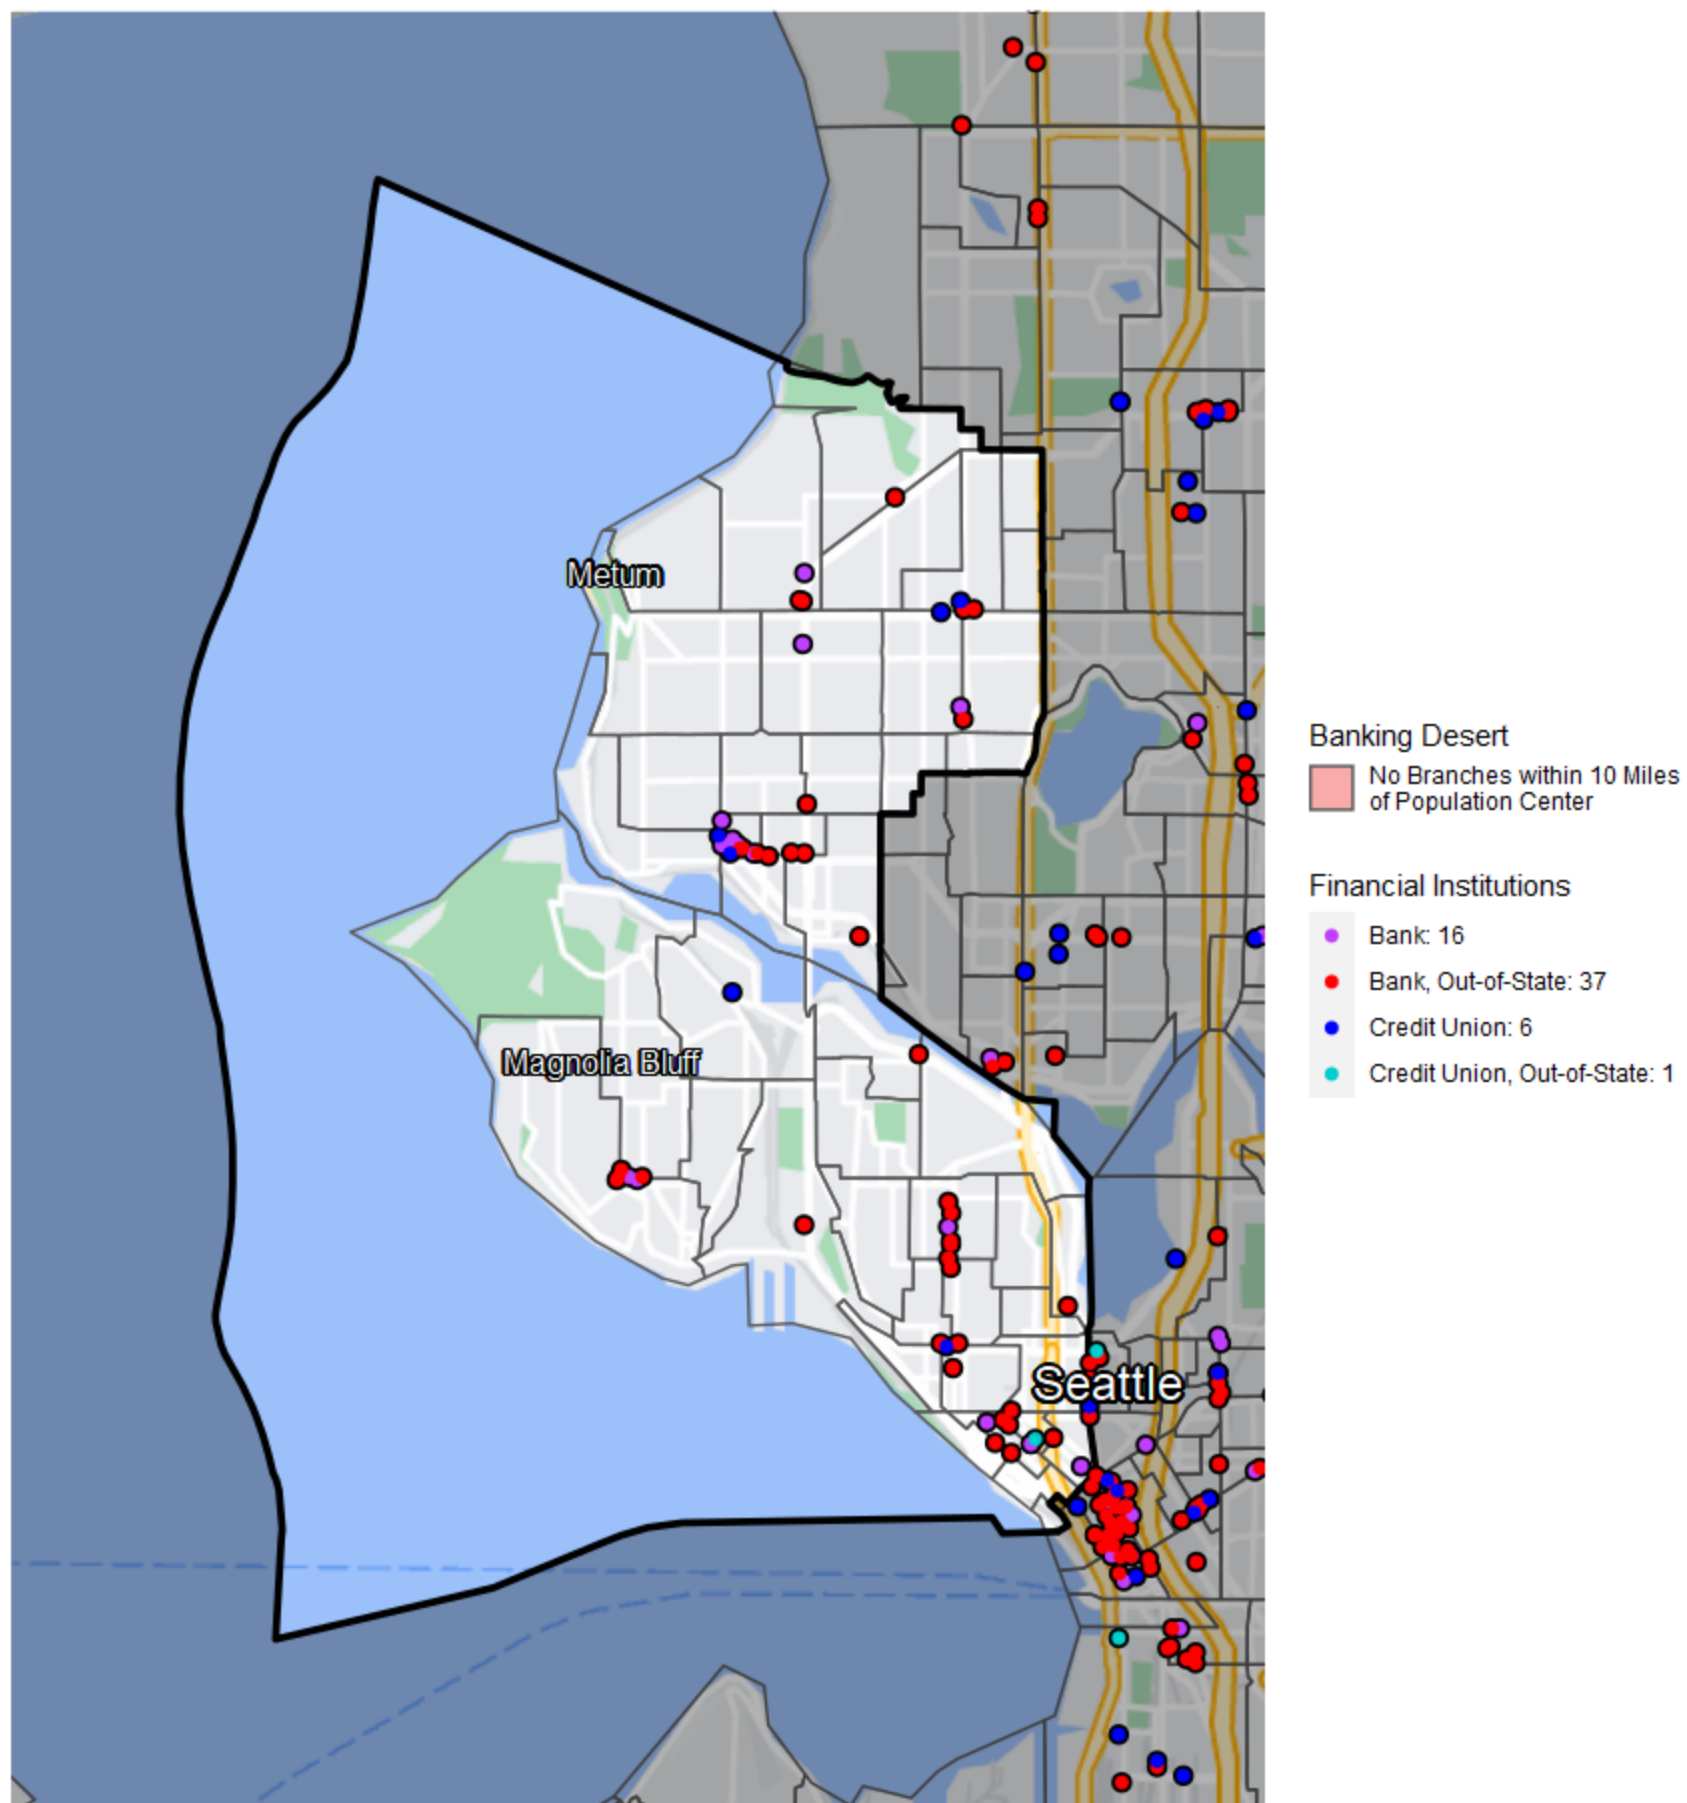 Metum
Magnolia Bluff
Seattle
Banking Desert
No Branches within 10 Miles
of Population Center
Financial Institutions
Bank: 16
Bank, Out-of-State: 37
Credit Union: 6
Credit Union, Out-of-State: 1